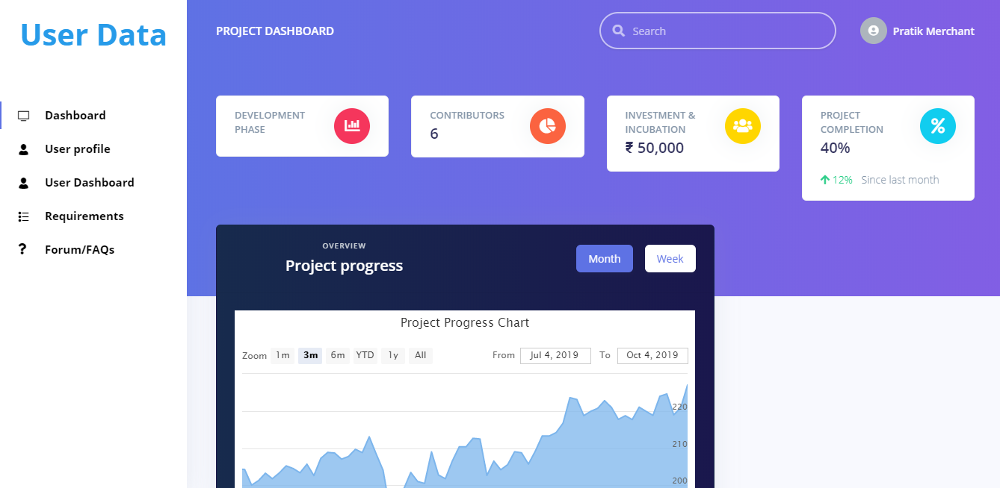 User Data
PROJECT DASHBOARD
Search
Pratik Merchant
Dashboard
User profile
User Dashboard
Requirements
Forum/FAQs
DEVELOPMENT
PHASE
CONTRIBUTORS
6
INVESTMENT &
INCUBATION
₹ 50,000
PROJECT
COMPLETION
40%
12% Since last month
OVERVIEW
Project progress
Month
Week
Project Progress Chart
Zoom 1m 3m 6m YTD 1y All From Jul 4, 2019 To Oct 4, 2019
220
210
200